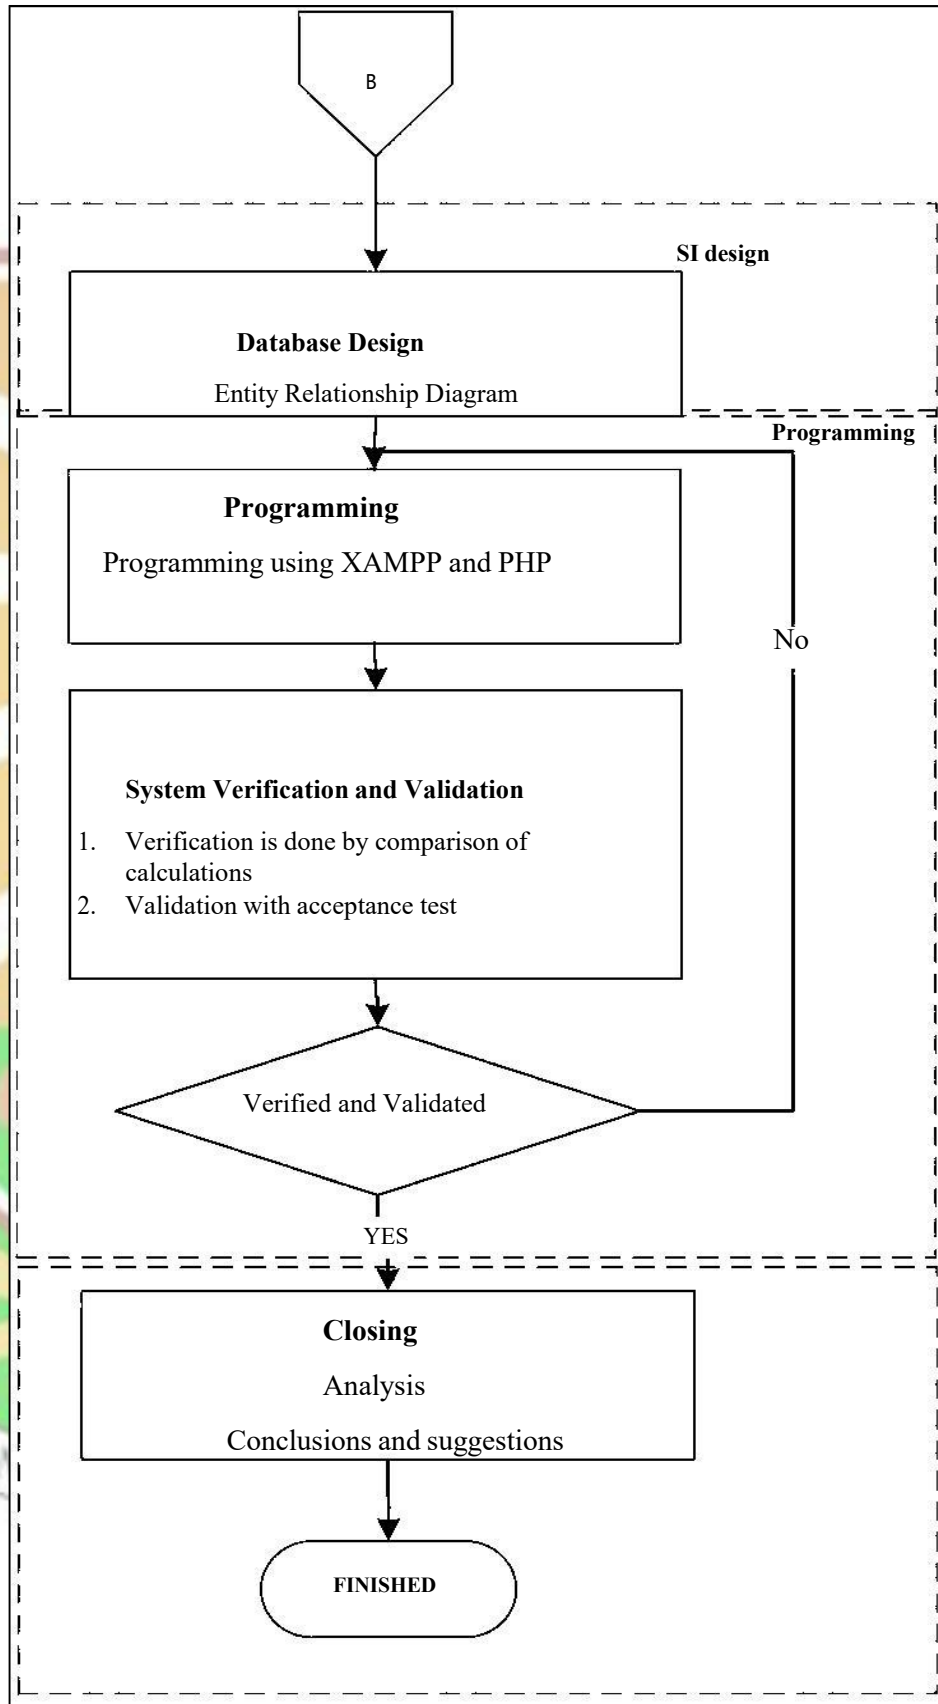 B
SI design
Database Design
Entity Relationship Diagram
Programming
Programming
Programming using XAMPP and PHP
No
System Verification and Validation
1. Verification is done by comparison of
calculations
2. Validation with acceptance test
Verified and Validated
YES
Closing
Analysis
Conclusions and suggestions
FINISHED